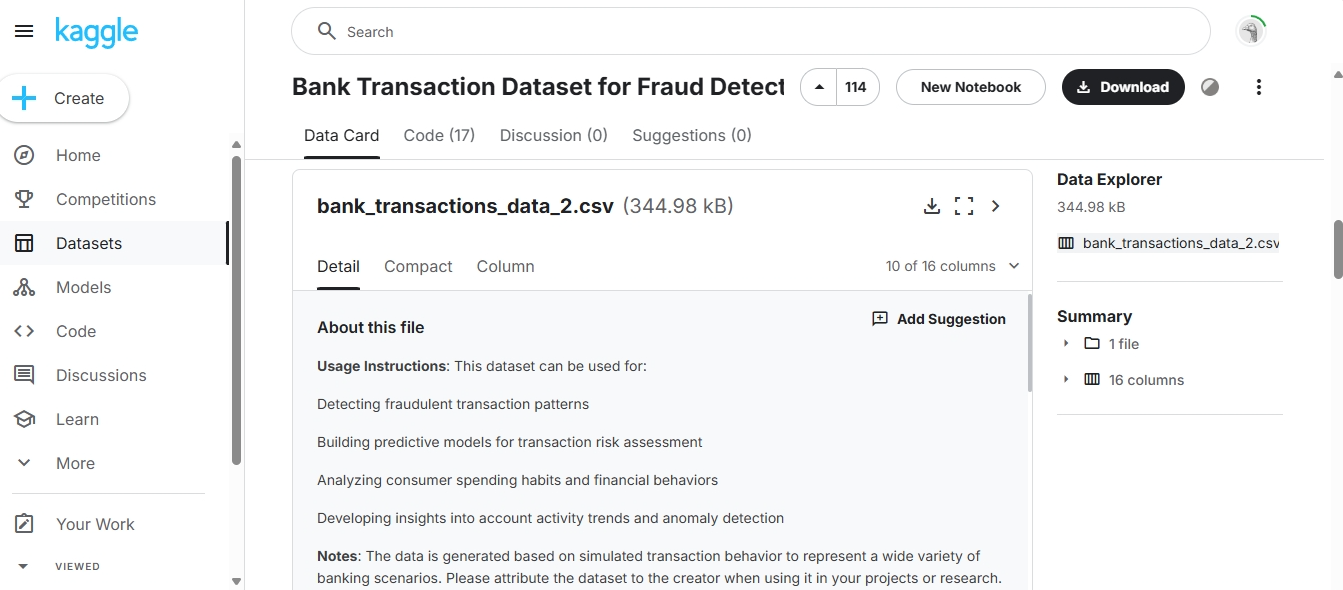 kaggle
Search
Create
Home
Competitions
Datasets
Models
Code
Discussions
Learn
More
Your Work
VIEWED
Bank Transaction Dataset for Fraud Detect
114
New Notebook
Download
Data Card
Code (17)
Discussion (0)
Suggestions (0)
bank_transactions_data_2.csv (344.98 kB)
Detail
Compact
Column
10 of 16 columns
About this file
Add Suggestion
Usage Instructions: This dataset can be used for:
Detecting fraudulent transaction patterns
Building predictive models for transaction risk assessment
Analyzing consumer spending habits and financial behaviors
Developing insights into account activity trends and anomaly detection
Notes: The data is generated based on simulated transaction behavior to represent a wide variety of
banking scenarios. Please attribute the dataset to the creator when using it in your projects or research.
Data Explorer
344.98 kB
bank_transactions_data_2.csv
Summary
1 file
16 columns